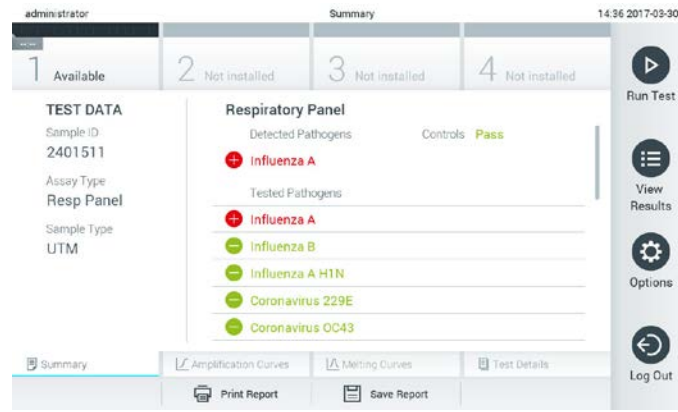 administrator Summary 14:36 2017-03-30
1 Available 2 Not installed 3 Not installed 4 Not installed
Run Test
TEST DATA
Sample ID
2401511
Assay Type
Resp Panel
Sample Type
UTM
Respiratory Panel
Detected Pathogens Controls Pass
Influenza A
Tested Pathogens
Influenza A
Influenza B
Influenza A H1N
Coronavirus 229E
Coronavirus OC43
View
Results
Options
Log Out
Summary Amplification Curves Melting Curves Test Details
Print Report Save Report